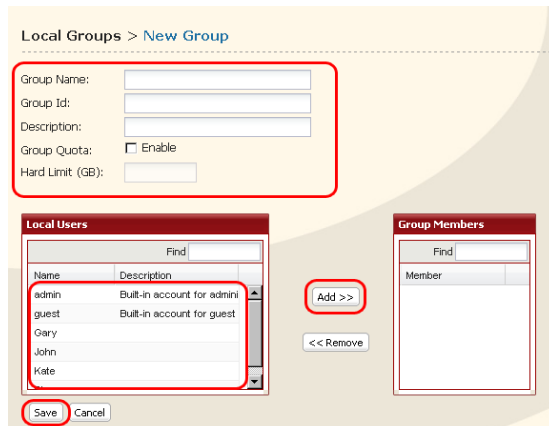 Local Groups > New Group
Group Name:
Group Id:
Description:
Group Quota: Enable
Hard Limit (GB):
Local Users
Find
Name Description
admin Built-in account for admini
guest Built-in account for guest
Gary
John
Kate
Add >>
<< Remove
Group Members
Find
Member
Save Cancel